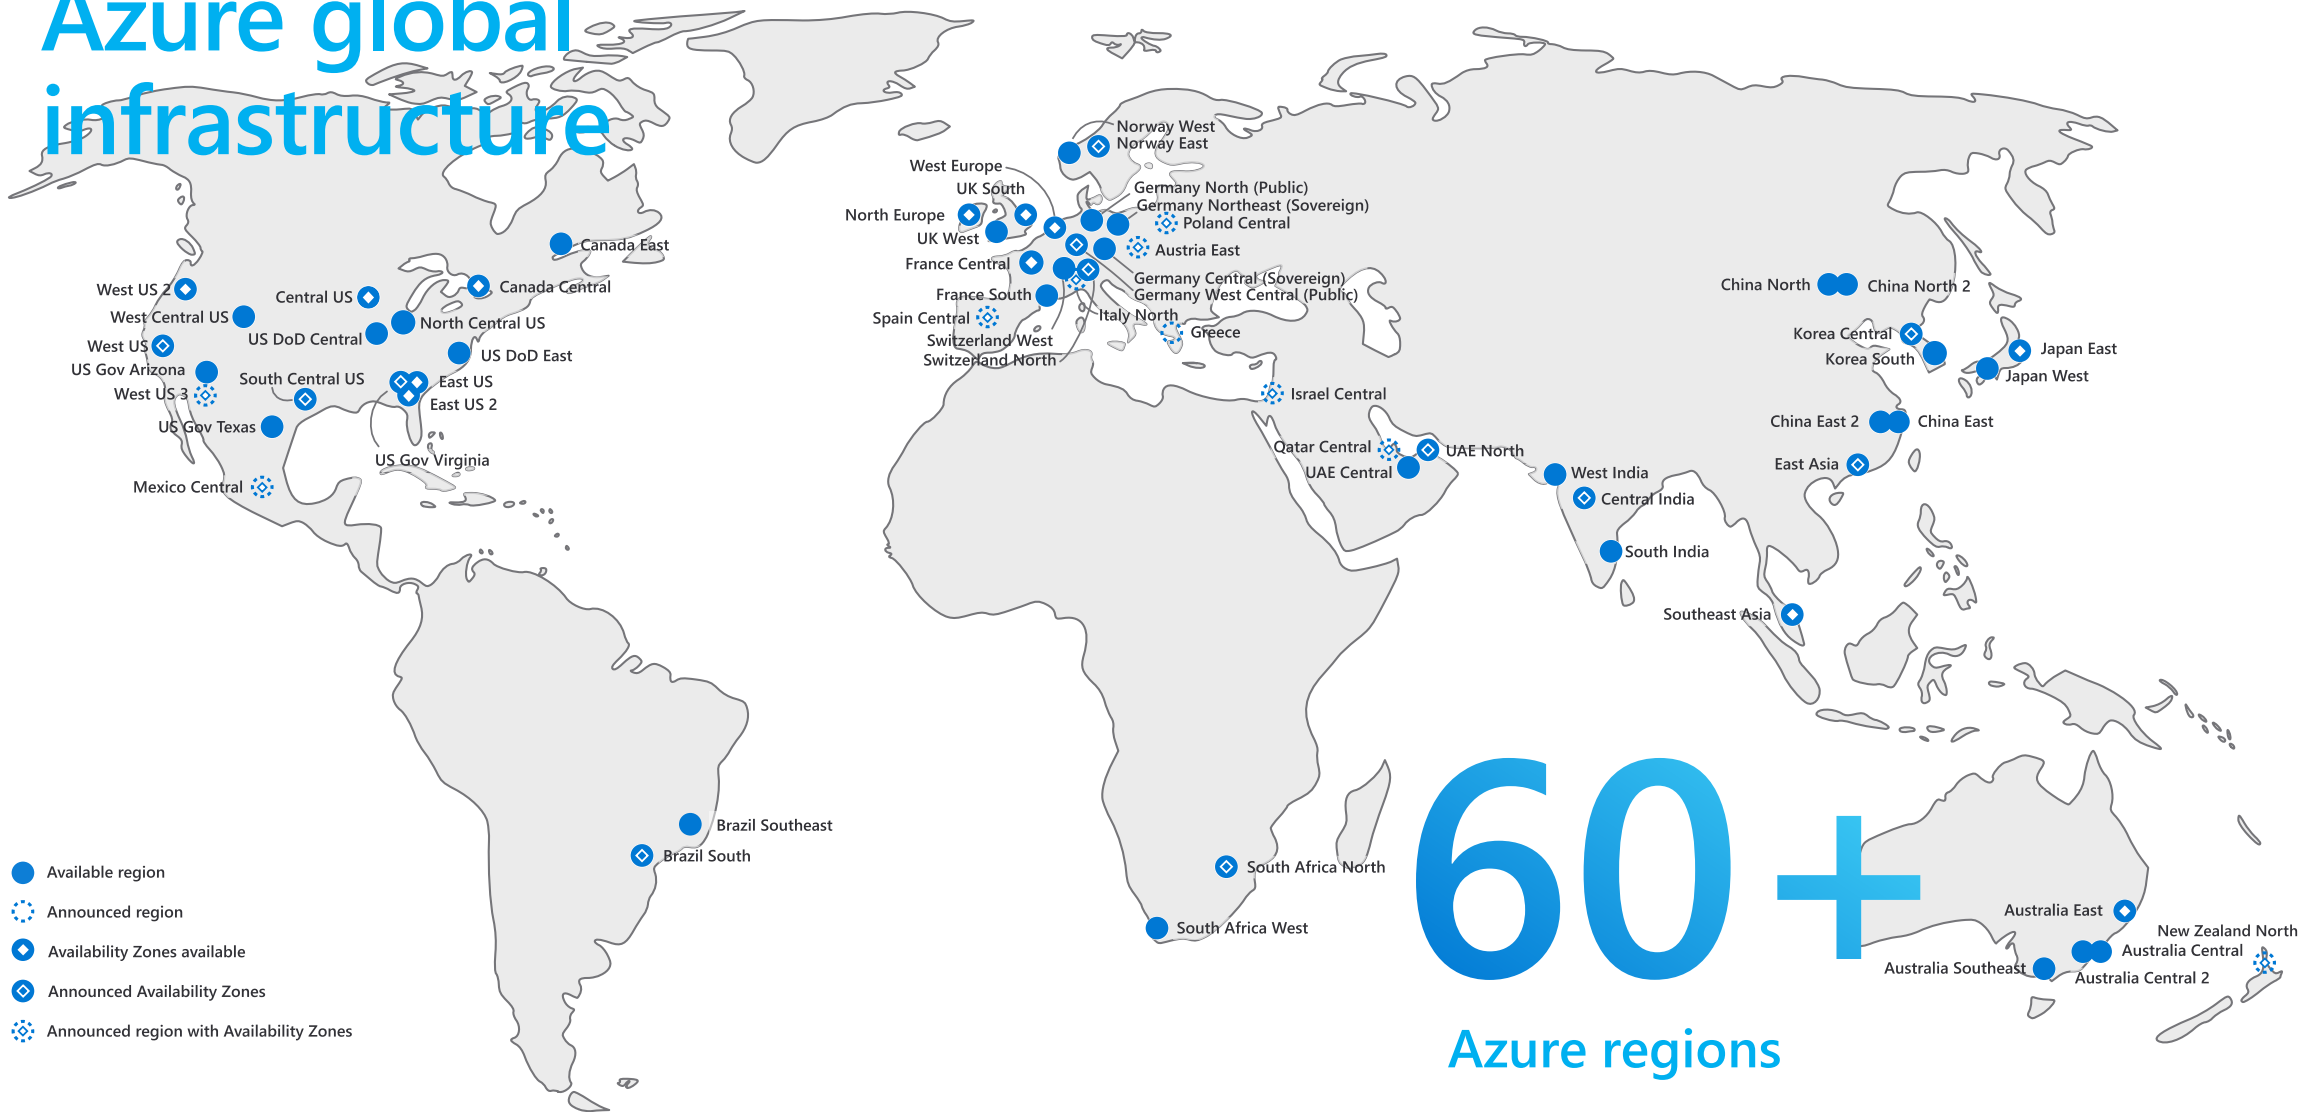 Azure global
infrastructure
Norway West
Norway East
West Europe
UK South
Germany North (Public)
Germany Northeast (Sovereign)
North Europe
Poland Central
UK West
Canada East
Austria East
France Central
Germany Central (Sovereign)
Germany West Central (Public)
West US 2
Central US
Canada Central
France South
China North
China North 2
West Central US
North Central US
Spain Central
Italy North
Greece
US DoD Central
Switzerland West
Switzerland North
Korea Central
Korea South
Japan East
Japan West
West US
US DoD East
US Gov Arizona
South Central US
East US
West US 3
East US 2
Israel Central
US Gov Texas
China East 2
China East
US Gov Virginia
Qatar Central
UAE North
UAE Central
East Asia
West India
Mexico Central
Central India
South India
Southeast Asia
Brazil Southeast
Brazil South
South Africa North
South Africa West
60+
Azure regions
Australia East
New Zealand North
Australia Central
Australia Southeast
Australia Central 2
Available region
Announced region
Availability Zones available
Announced Availability Zones
Announced region with Availability Zones